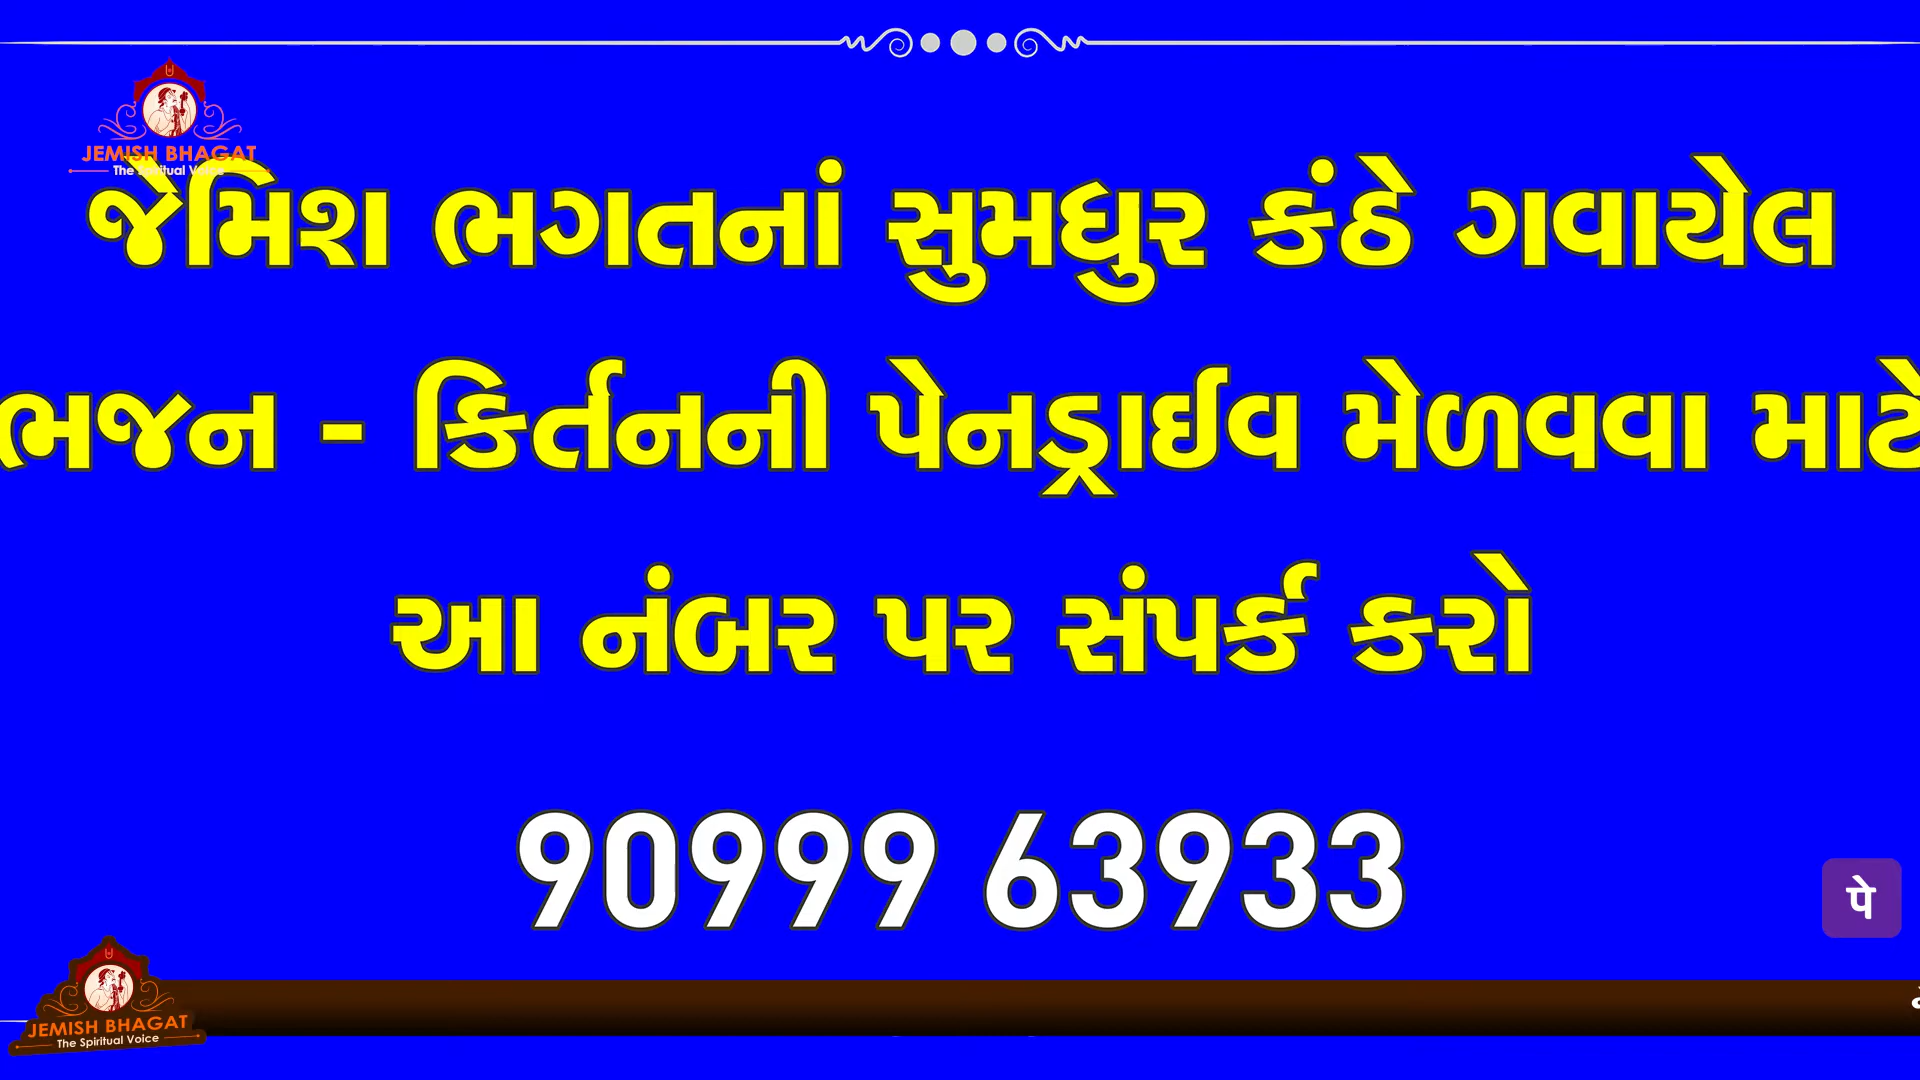 JEMISH BHAGAT
The Spiritual Voice
જેમિશ ભગતનાં સુમધુર કંઠે ગવાયેલ
ભજન - કિર્તનની પેનડ્રાઈવ મેળવવા માટે
આ નંબર પર સંપર્ક કરો
90999 63933
पे
JEMISH BHAGAT
The Spiritual Voice